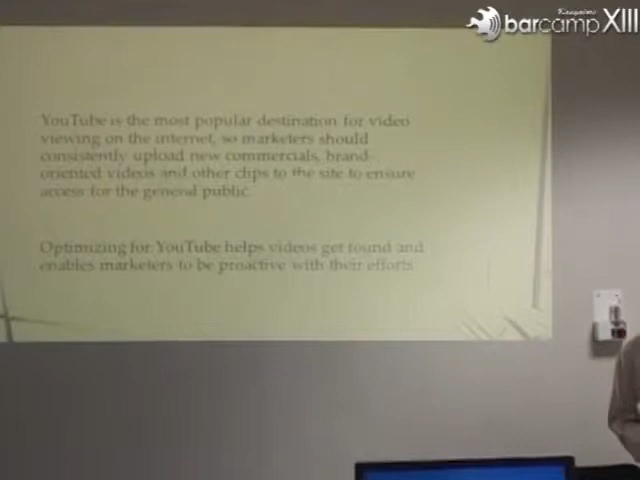 barcamp XIII
YouTube is the most popular destination for video
viewing on the internet, so marketers should
consistently upload new commercials, brand-
oriented videos and other clips to the site to ensure
access for the general public.
Optimizing for YouTube helps videos get found and
enables marketers to be proactive with their efforts